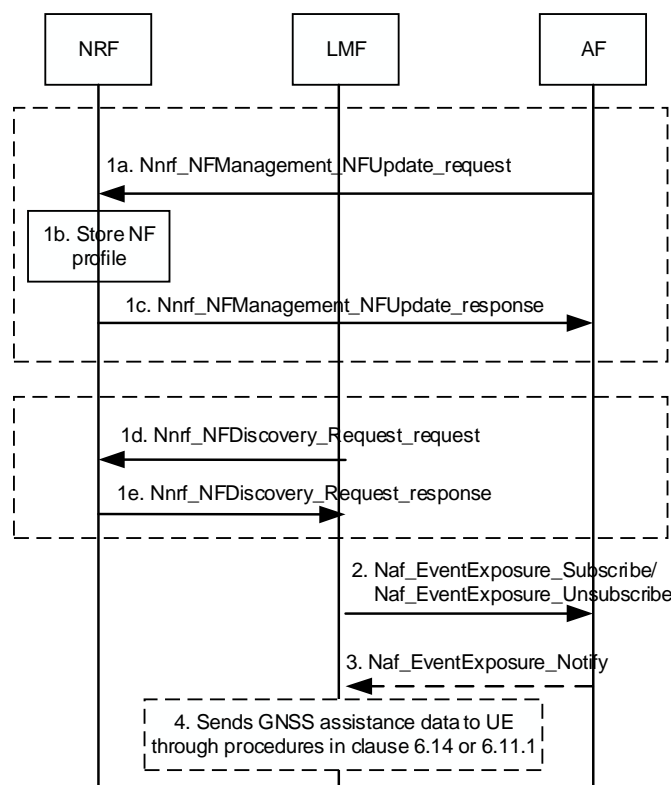 NRF
LMF
AF
1a. Nnrf_NFManagement_NFUpdate_request
1b. Store NF
profile
1c. Nnrf_NFManagement_NFUpdate_response
1d. Nnrf_NFDiscovery_Request_request
1e. Nnrf_NFDiscovery_Request_response
2. Naf_EventExposure_Subscribe/
Naf_EventExposure_Unsubscribe
3. Naf_EventExposure_Notify
4. Sends GNSS assistance data to UE
through procedures in clause 6.14 or 6.11.1